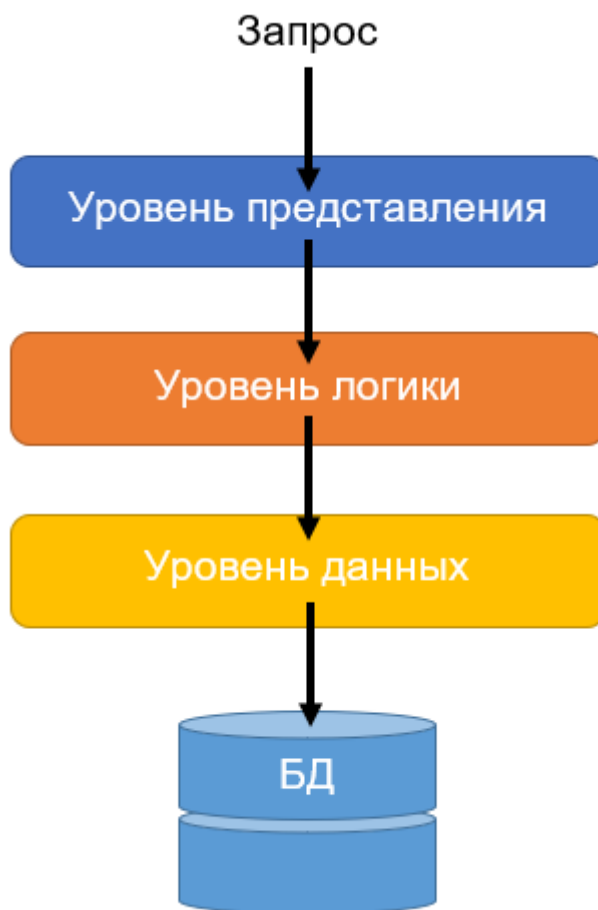 Запрос
Уровень представления
Уровень логики
Уровень данных
БД